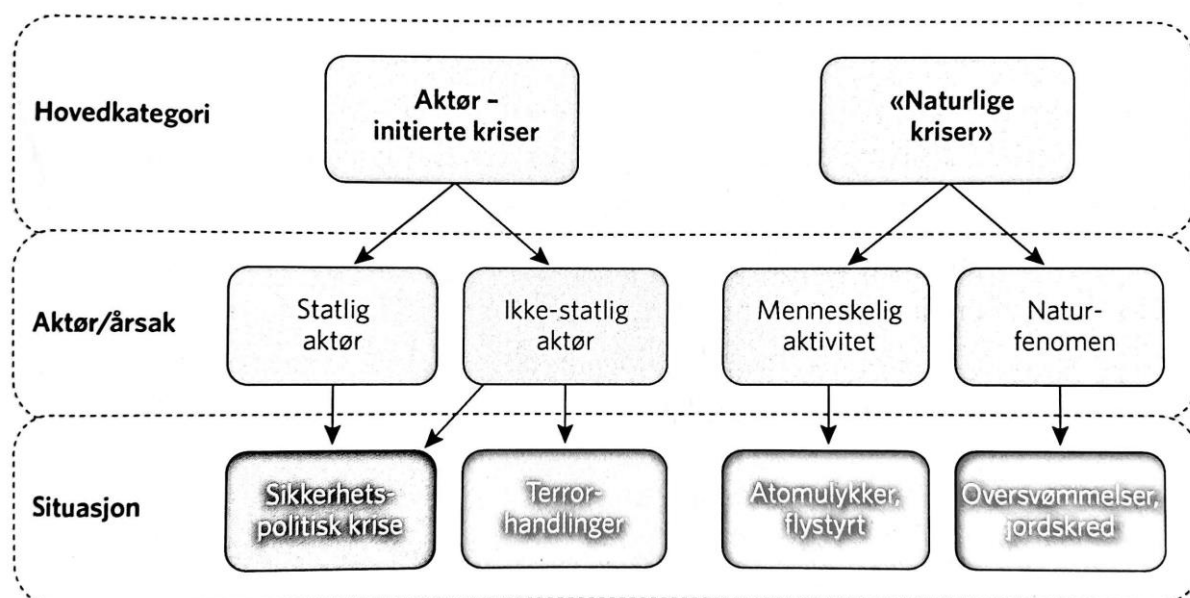 Hovedkategori
Aktør –
initierte kriser
«Naturlige
kriser»
Aktør/årsak
Statlig
aktør
Ikke-statlig
aktør
Menneskelig
aktivitet
Natur-
fenomen
Situasjon
Sikkerhets-
politisk krise
Terror-
handlinger
Atomulykker,
flystyrt
Oversvømmelser,
jordskred